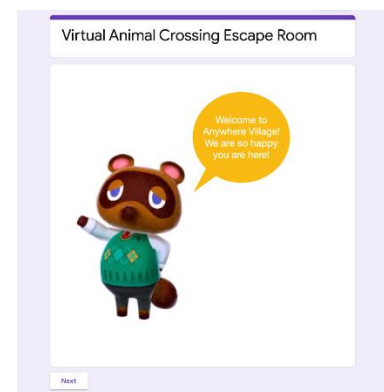 Virtual Animal Crossing Escape Room
Welcome to
Anywhere Village!
We are so happy
you are here!
Next